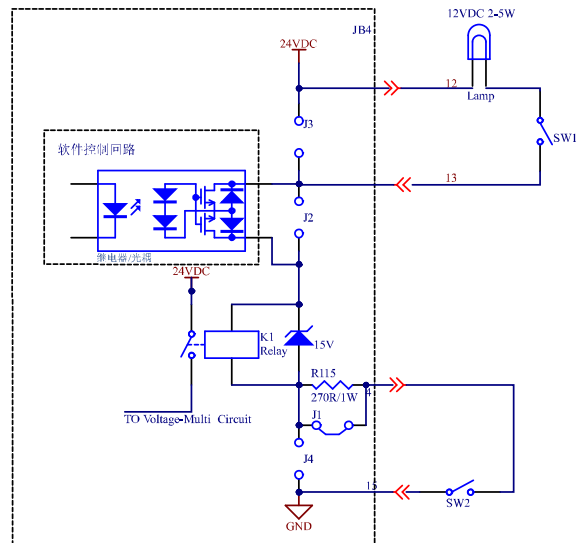 12VDC 2-5W
JB4
24VDC
12
Lamp
J3
SW1
软件控制回路
13
J2
继电器/光耦
24VDC
K1
Relay
15V
R115
270R/1W
4
J1
TO Voltage-Multi Circuit
J4
15
SW2
GND